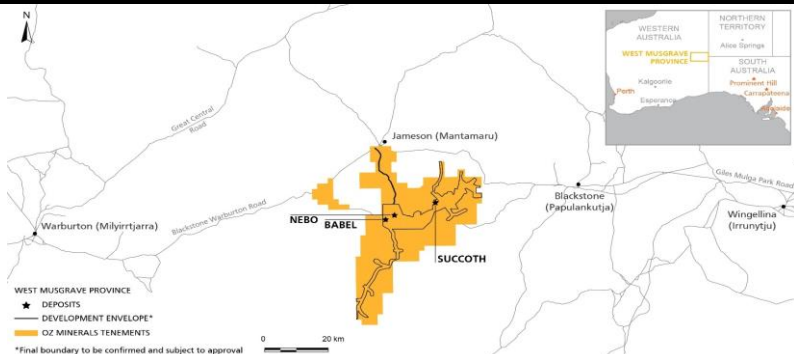 N
WESTERN
AUSTRALIA
NORTHERN
TERRITORY
Alice Springs
WEST MUSGRAVE
PROVINCE
SOUTH
AUSTRALIA
Prominent Hill
Carrapateena
Kalgoorlie
Perth
Esperance
Adelaide
Great Central
Road
Jameson (Mantamaru)
Giles Mulga Park Road
Blackstone
(Papulankutja)
Wingellina
(Irrunytju)
Blackstone Warburton Road
Warburton (Milyirrtjarra)
NEBO
BABEL
SUCCOTH
WEST MUSGRAVE PROVINCE
DEPOSITS
DEVELOPMENT ENVELOPE*
OZ MINERALS TENEMENTS
0 20 km
*Final boundary to be confirmed and subject to approval